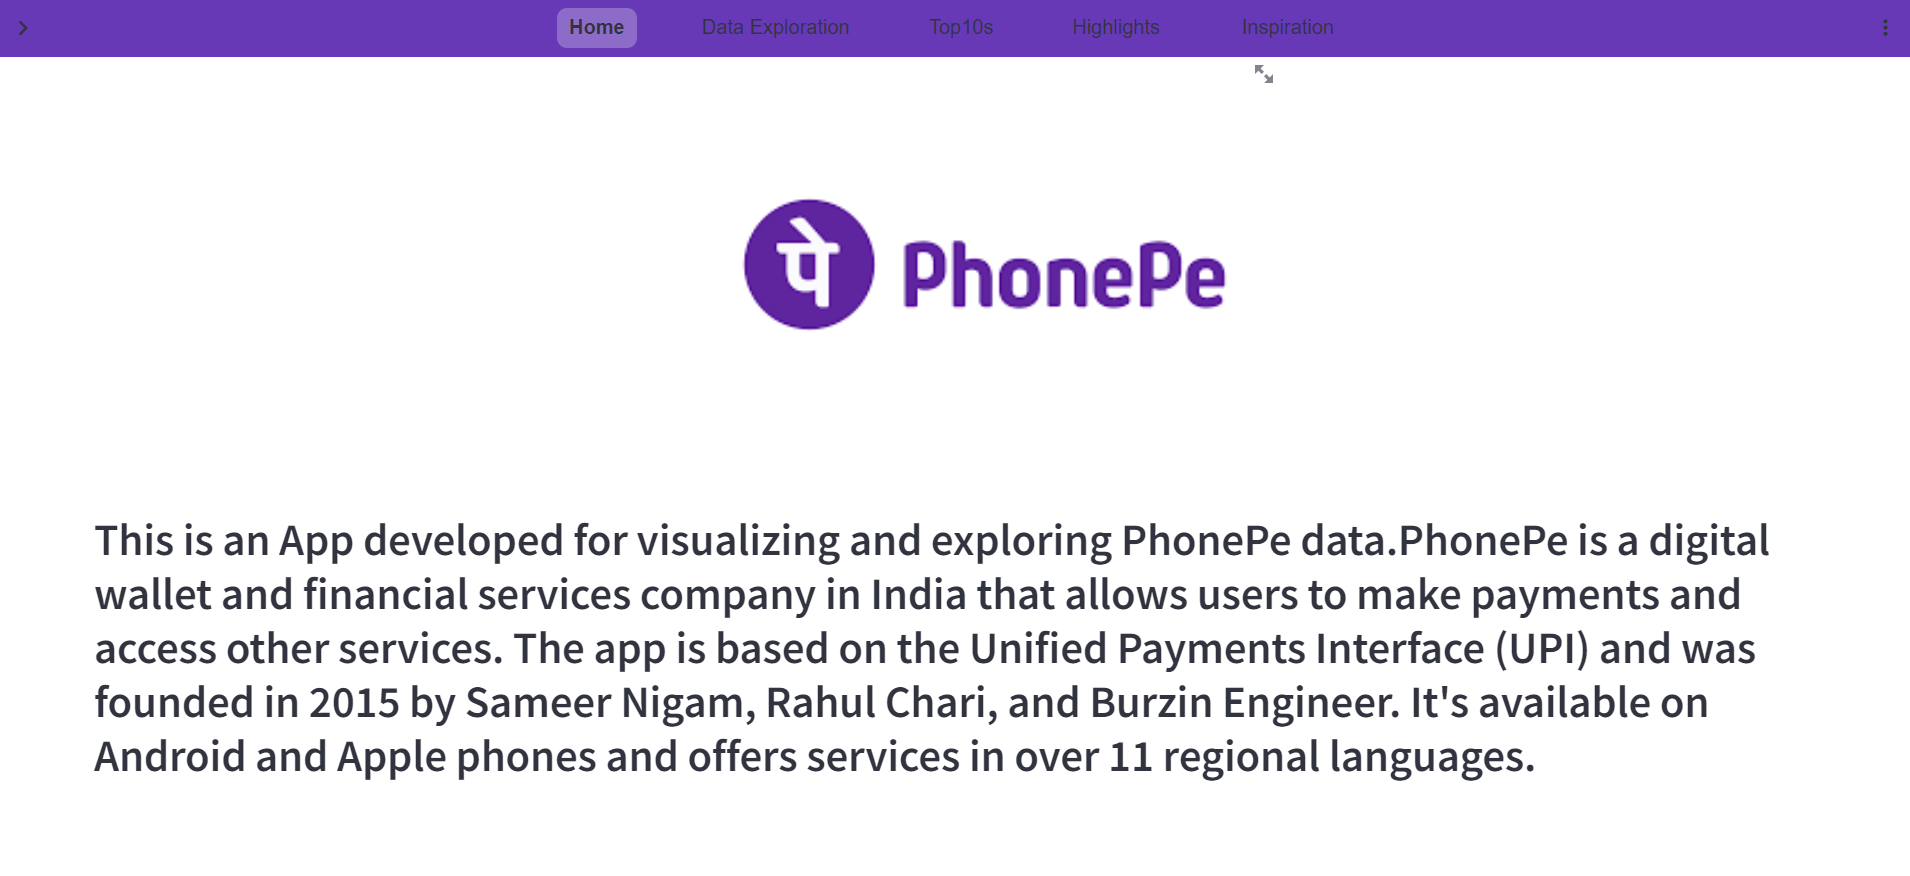 Home Data Exploration Top10s Highlights Inspiration
पे PhonePe
This is an App developed for visualizing and exploring PhonePe data.PhonePe is a digital
wallet and financial services company in India that allows users to make payments and
access other services. The app is based on the Unified Payments Interface (UPI) and was
founded in 2015 by Sameer Nigam, Rahul Chari, and Burzin Engineer. It's available on
Android and Apple phones and offers services in over 11 regional languages.